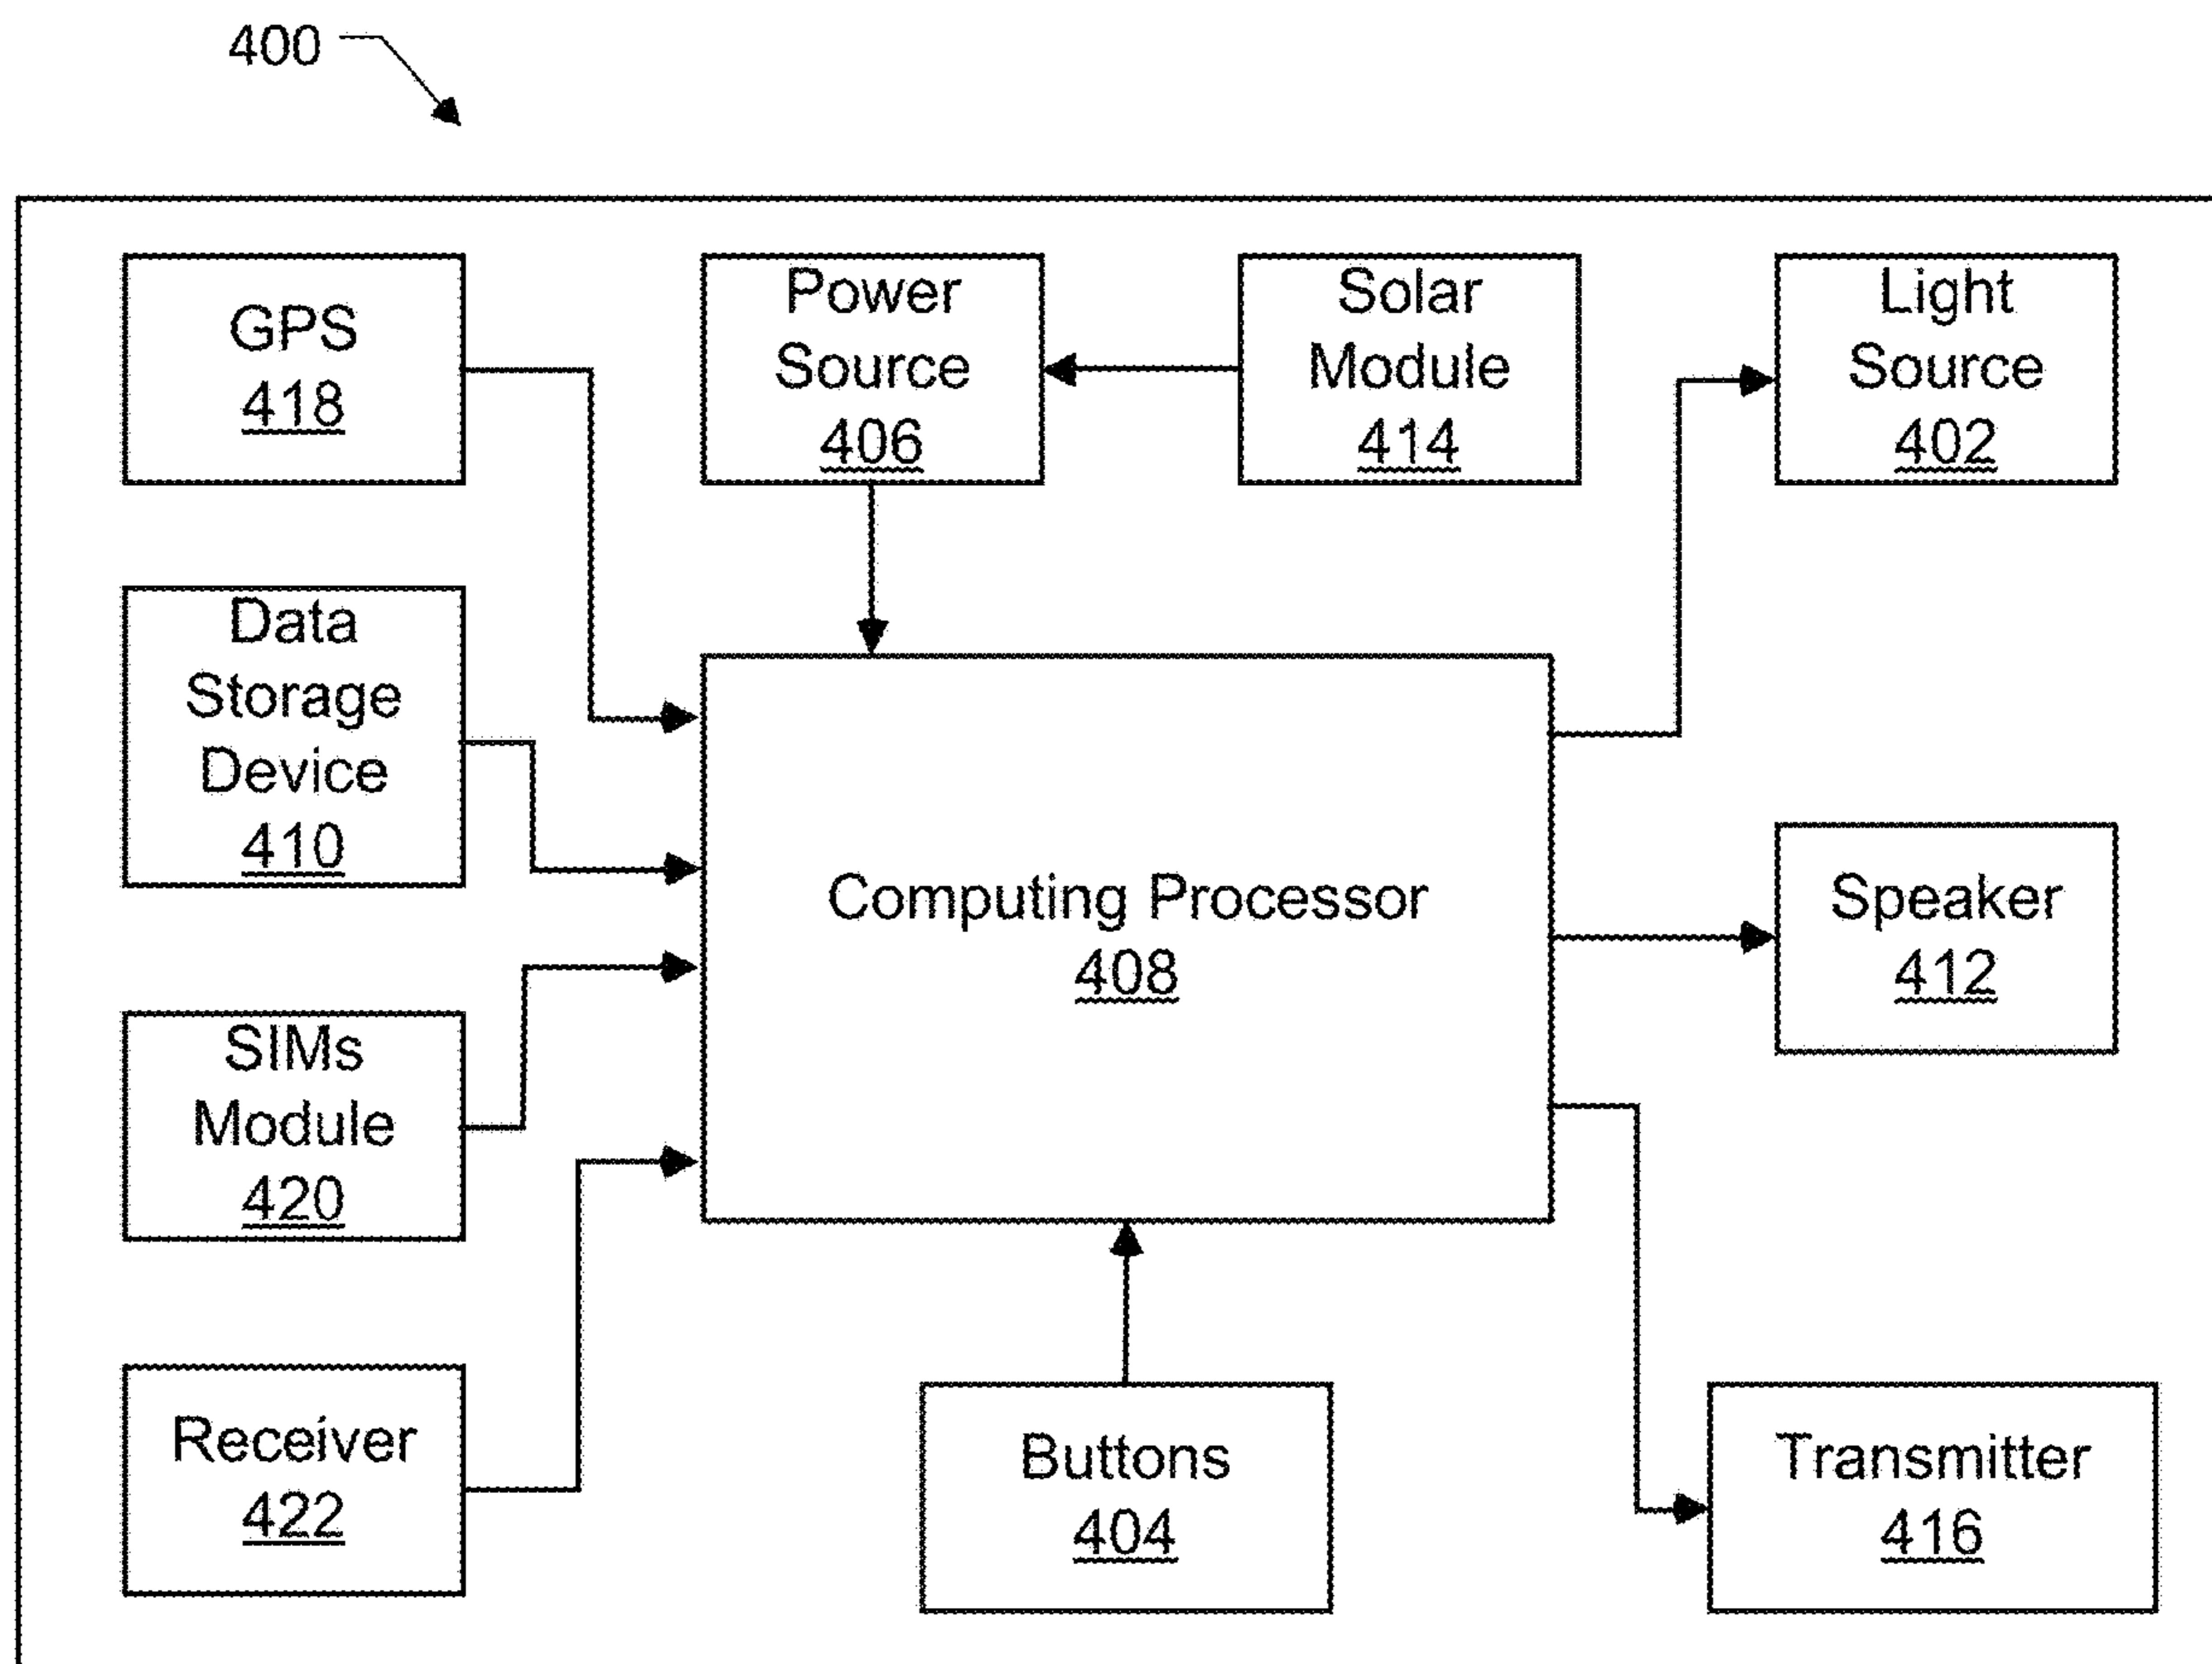 400
GPS
418
Power
Source
406
Solar
Module
414
Light
Source
402
Data
Storage
Device
410
Computing Processor
408
Speaker
412
SIMs
Module
420
Receiver
422
Buttons
404
Transmitter
416